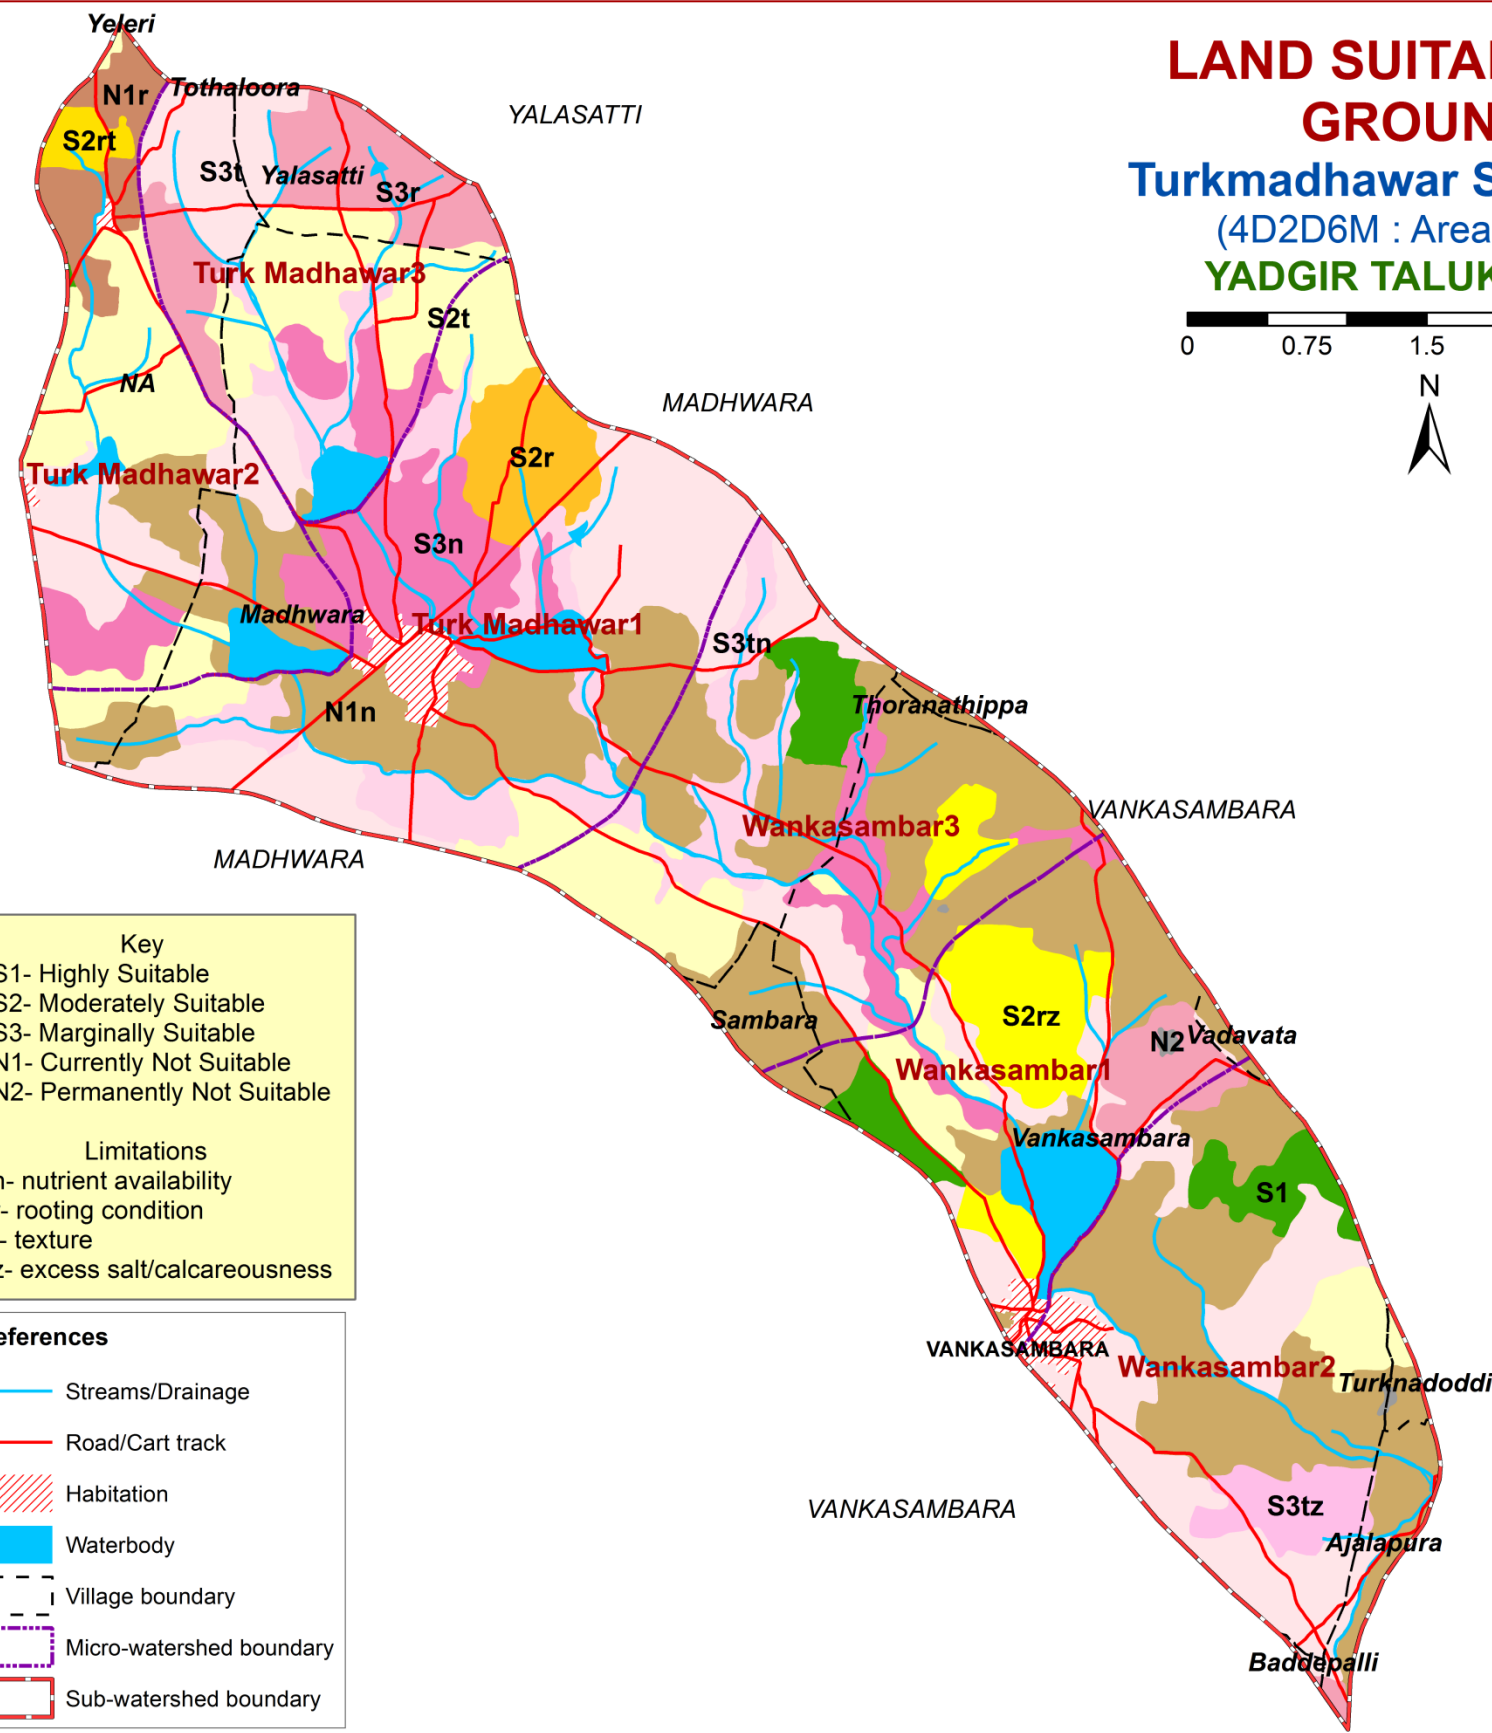 LAND SUITA
GROUN
Turkmadhawar S
(4D2D6M : Area
YADGIR TALUK
0 0.75 1.5
N
Yeleri
N1r
Tothaloora
YALASATTI
S2rt
S3t
Yalasatti
S3r
Turk Madhawar3
S2t
NA
MADHWARA
S2r
Turk Madhawar2
S3n
Madhwara
Turk Madhawar1
S3tn
Thoranathippa
N1n
VANKASAMBARA
Wankasambar3
MADHWARA
Sambara
S2rz
N2
Vadavata
Wankasambar1
Vankasambara
S1
VANKASAMBARA
Wankasambar2
Turknadoddi
VANKASAMBARA
S3tz
Ajalapura
Baddepalli
Key
S1- Highly Suitable
S2- Moderately Suitable
S3- Marginally Suitable
N1- Currently Not Suitable
N2- Permanently Not Suitable
Limitations
n- nutrient availability
- rooting condition
- texture
z- excess salt/calcareousness
eferences
Streams/Drainage
Road/Cart track
Habitation
Waterbody
Village boundary
Micro-watershed boundary
Sub-watershed boundary